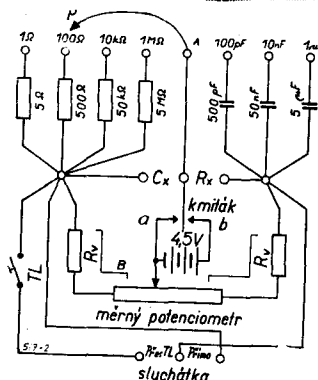 P
1Ω 100Ω 10kΩ 1MΩ A 100pF 10nF 1µF
5Ω 500Ω 50kΩ 5MΩ 500pF 50nF 5µF
Cx Rx
kmiták
a b
4,5V
TL Rv B Rv
měrný potenciometr
5-7-2 Přes TL Přímo
sluchátka